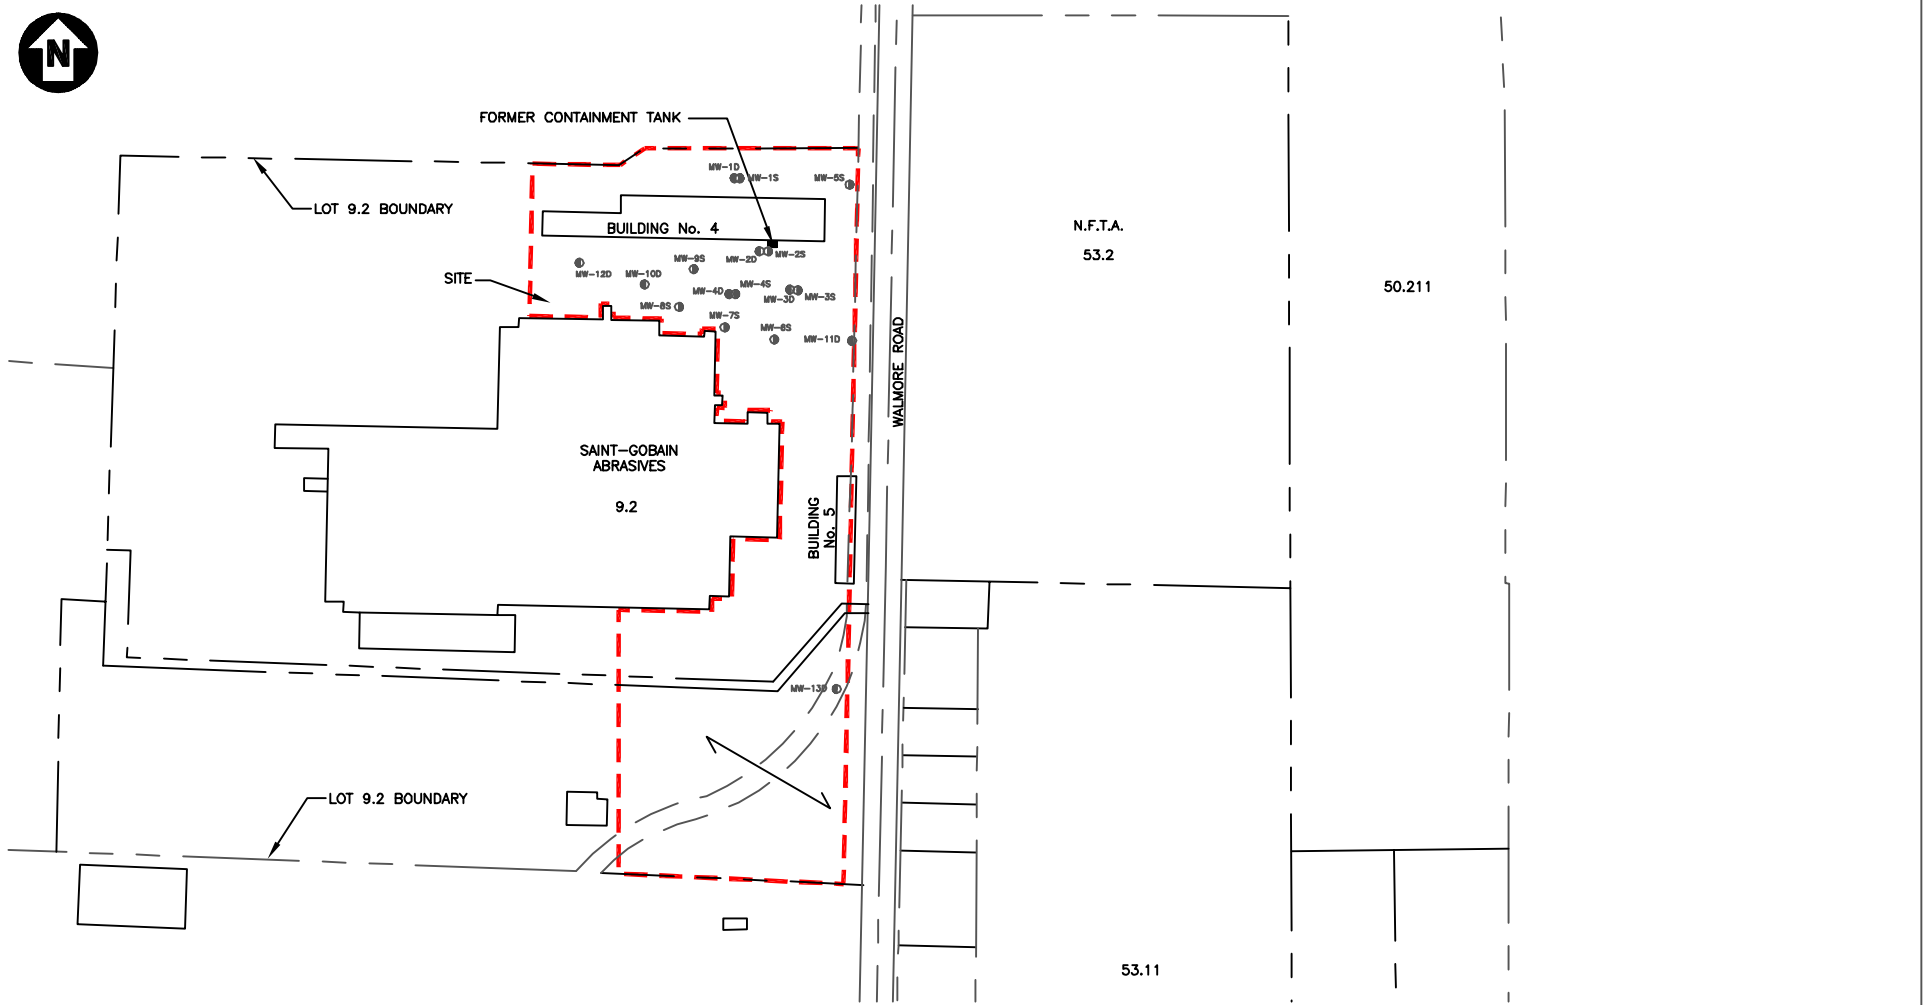 N
FORMER CONTAINMENT TANK
MW-1D
MW-1S
MW-5S
LOT 9.2 BOUNDARY
BUILDING No. 4
N.F.T.A.
53.2
MW-2D
MW-2S
MW-9S
MW-12D
MW-10D
SITE
MW-4D
MW-4S
MW-3D
MW-3S
50.211
MW-8S
MW-7S
MW-6S
MW-11D
WALMORE ROAD
SAINT-GOBAIN
ABRASIVES
9.2
BUILDING
No. 5
MW-13D
LOT 9.2 BOUNDARY
53.11